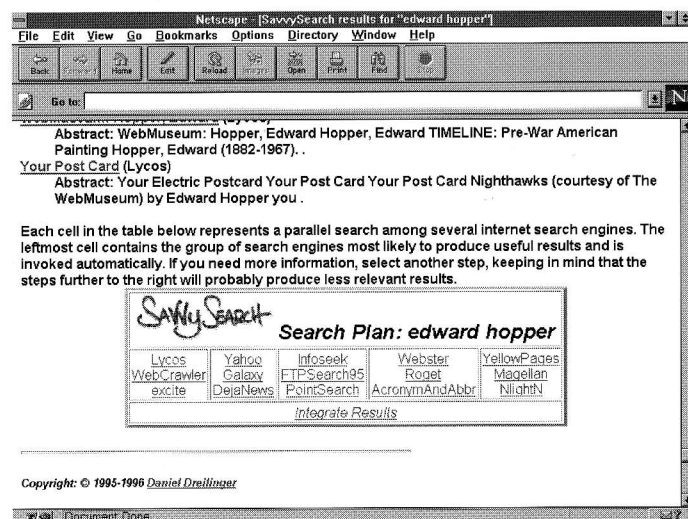 Netscape - [SavvySearch results for "edward hopper"]
File Edit View Go Bookmarks Options Directory Window Help
Back Forward Home Edit Reload Images Open Print Find Stop
Go to:
WebMuseum: Hopper, Edward (Lycos)
Abstract: WebMuseum: Hopper, Edward Hopper, Edward TIMELINE: Pre-War American
Painting Hopper, Edward (1882-1967). .
Your Post Card (Lycos)
Abstract: Your Electric Postcard Your Post Card Your Post Card Nighthawks (courtesy of The
WebMuseum) by Edward Hopper you .
Each cell in the table below represents a parallel search among several internet search engines. The
leftmost cell contains the group of search engines most likely to produce useful results and is
invoked automatically. If you need more information, select another step, keeping in mind that the
steps further to the right will probably produce less relevant results.
SavvySearch
Search Plan: edward hopper
Lycos Yahoo Infoseek Webster YellowPages
WebCrawler Galaxy FTPSearch95 Roget Magellan
excite DejaNews PointSearch AcronymAndAbbr NlightN
Integrate Results
Copyright: © 1995-1996 Daniel Dreilinger
Document Done
N